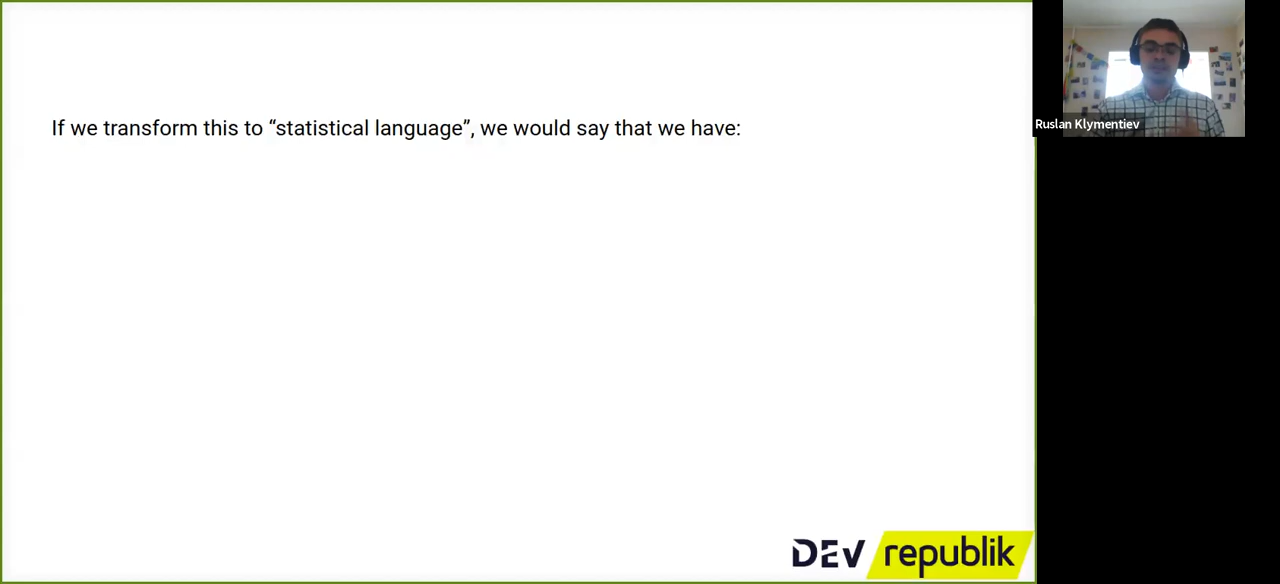 If we transform this to “statistical language”, we would say that we have:
Ruslan Klymentiev
DEV republik